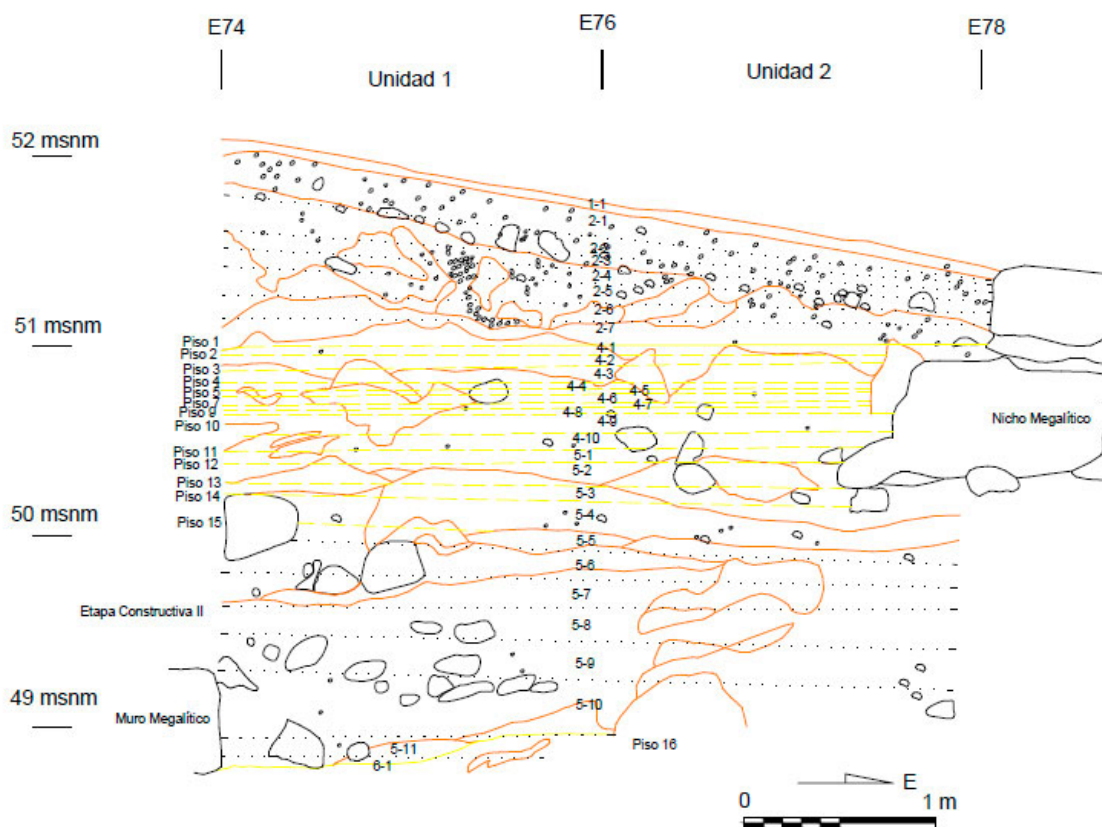 E74
E76
E78
Unidad 1
Unidad 2
52 msnm
1-1
2-1
2-3
2-4
2-5
2-6
2-7
51 msnm
Piso 1
4-1
Piso 2
4-2
Piso 3
4-3
Piso 4
4-4
4-5
4-6
Piso 7
4-7
Piso 9
4-8
4-9
Nicho Megalítico
Piso 10
4-10
Piso 11
5-1
Piso 12
5-2
Piso 13
5-3
Piso 14
50 msnm
5-4
Piso 15
5-5
5-6
5-7
Etapa Constructiva II
5-8
5-9
49 msnm
5-10
Muro Megalítico
Piso 16
5-11
6-1
E
0
1 m